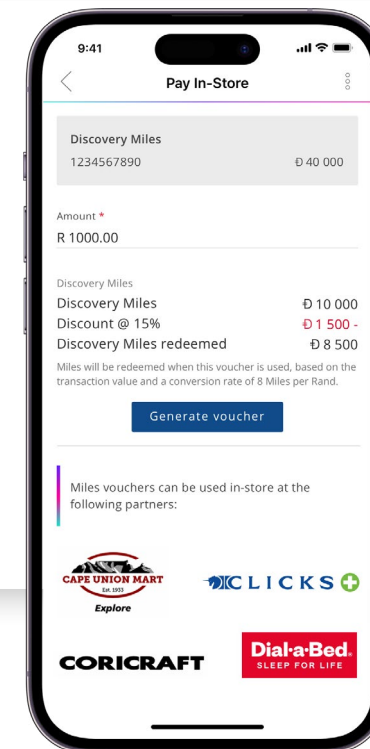 9:41
Pay In-Store
Discovery Miles
1234567890 Ð 40 000
Amount *
R 1000.00
Discovery Miles
Discovery Miles Ð 10 000
Discount @ 15% Ð 1 500 -
Discovery Miles redeemed Ð 8 500
Miles will be redeemed when this voucher is used, based on the
transaction value and a conversion rate of 8 Miles per Rand.
Generate voucher
Miles vouchers can be used in-store at the
following partners:
CAPE UNION MART
Est. 1933
Explore
CLICKS
CORICRAFT
Dial-a-Bed.
SLEEP FOR LIFE